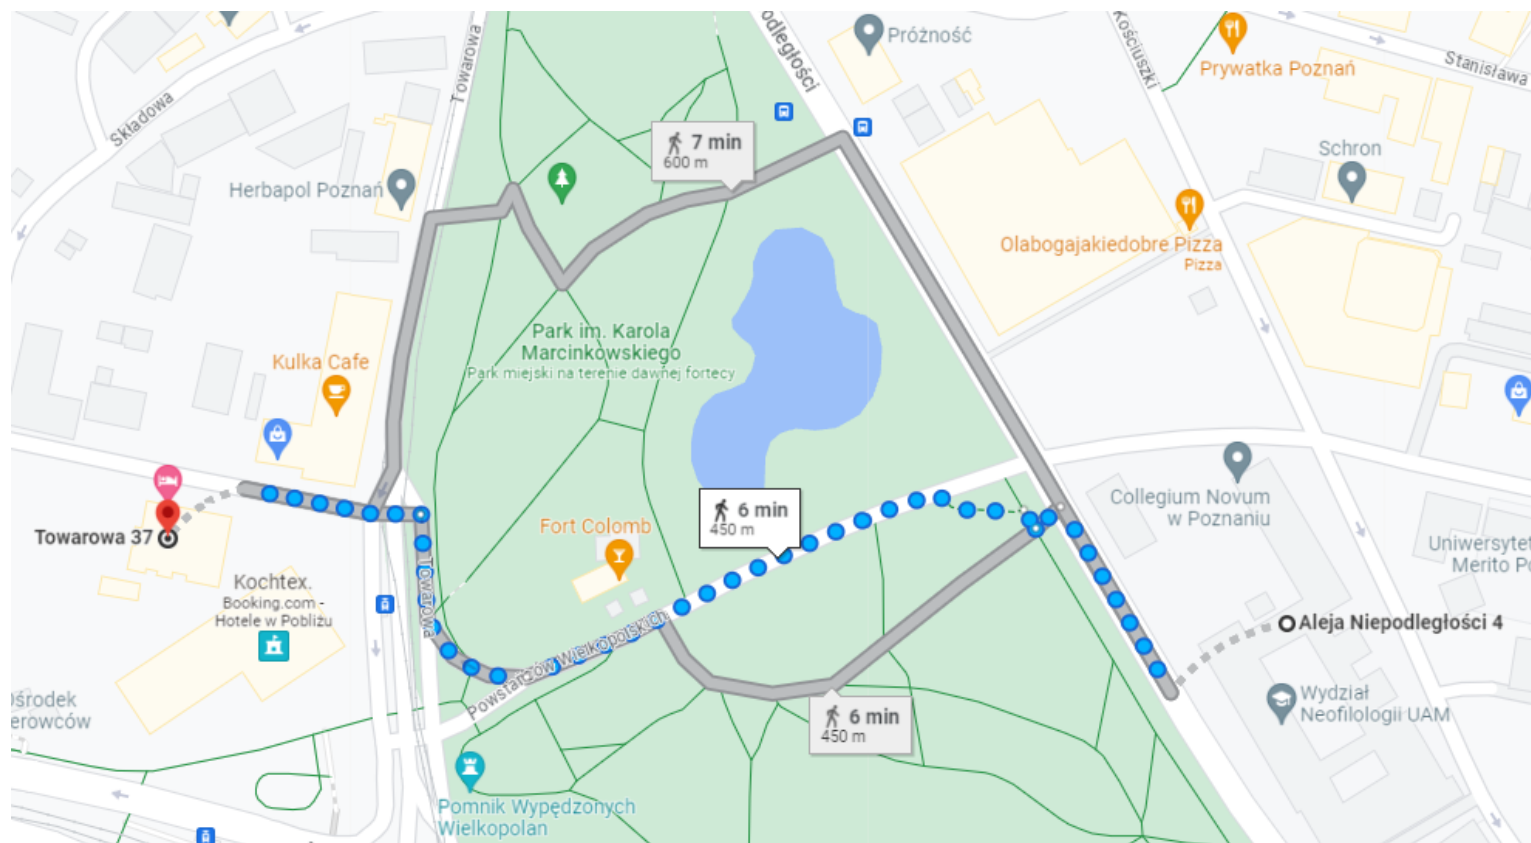 odległości
Próżność
Kościuszki
Prywatka Poznań
Stanisława
Towarowa
Składowa
7 min
600 m
Schron
Herbapol Poznań
Olabogajakiedobre Pizza
Pizza
Park im. Karola
Marcinkowskiego
Park miejski na terenie dawnej fortecy
Kulka Cafe
Collegium Novum
w Poznaniu
6 min
450 m
Fort Colomb
Towarowa 37
Uniwersytet
Merito Po
Kochtex.
Booking.com -
Hotele w Pobliżu
Towarowa
Aleja Niepodległości 4
Powstańców Wielkopolskich
Ośrodek
erowców
6 min
450 m
Wydział
Neofilologii UAM
Pomnik Wypędzonych
Wielkopolan